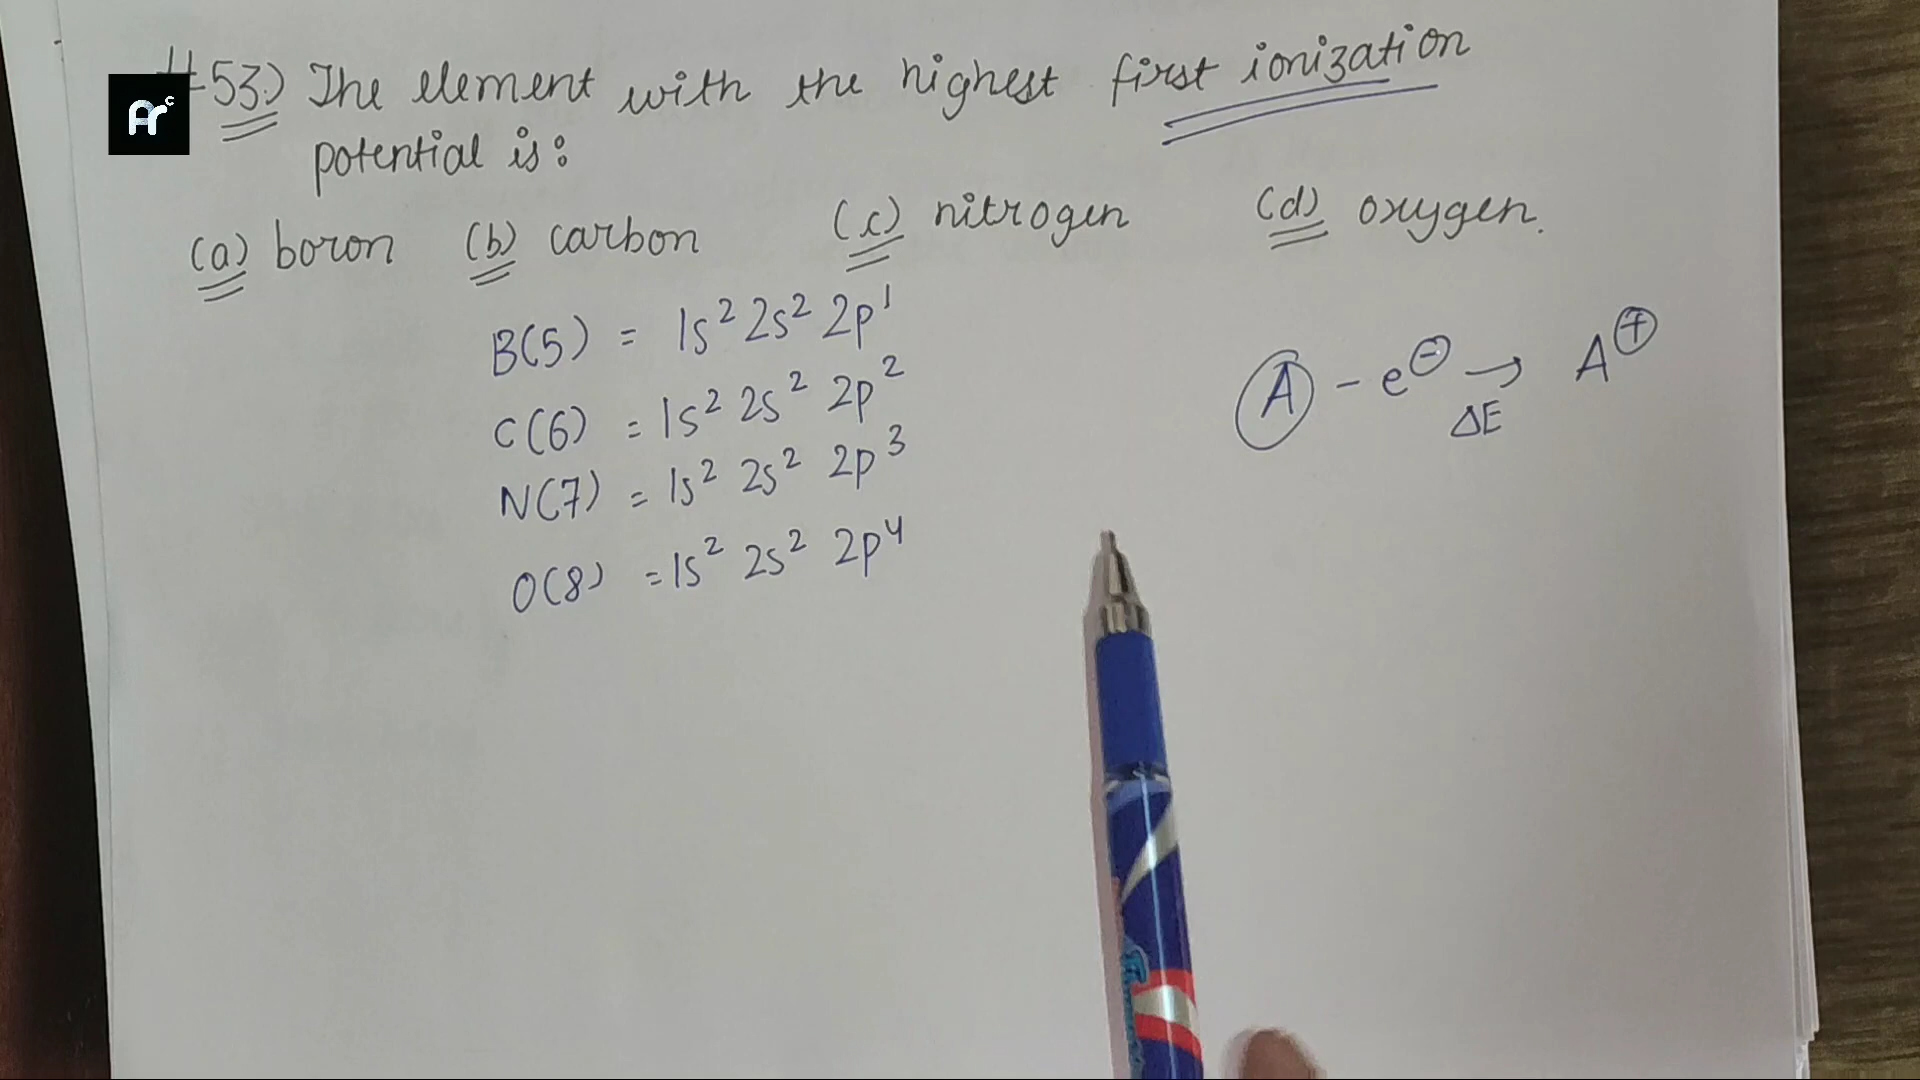 #53.) The element with the highest first ionization
potential is:
(a) boron (b) carbon (c) nitrogen (d) oxygen.
B(5) = 1s² 2s² 2p¹
C(6) = 1s² 2s² 2p²
N(7) = 1s² 2s² 2p³
O(8) = 1s² 2s² 2p⁴
A - e⊖ → A⊕
ΔE
Ar c